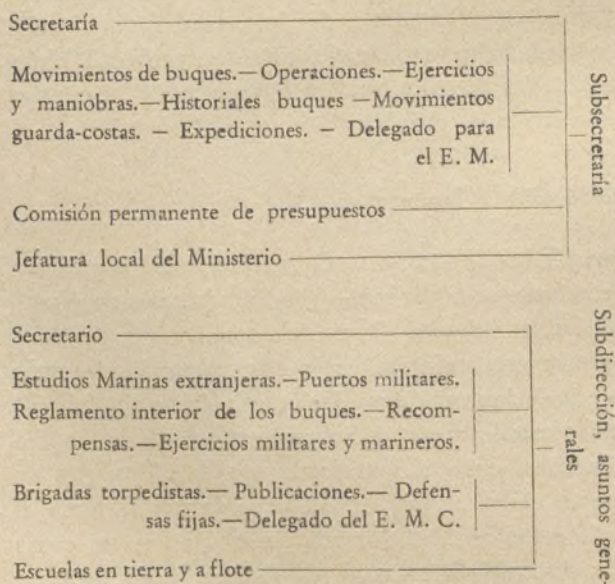 Secretaría
Movimientos de buques.—Operaciones.—Ejercicios
y maniobras.—Historiales buques —Movimientos
guarda-costas. — Expediciones. — Delegado para
el E. M.
Comisión permanente de presupuestos
Jefatura local del Ministerio
Subsecretaría
Secretario
Estudios Marinas extranjeras.—Puertos militares.
Reglamento interior de los buques.—Recom-
pensas.—Ejercicios militares y marineros.
Brigadas torpedistas.— Publicaciones.— Defen-
sas fijas.—Delegado del E. M. C.
Escuelas en tierra y a flote
Subdirección, asuntos gene
rales